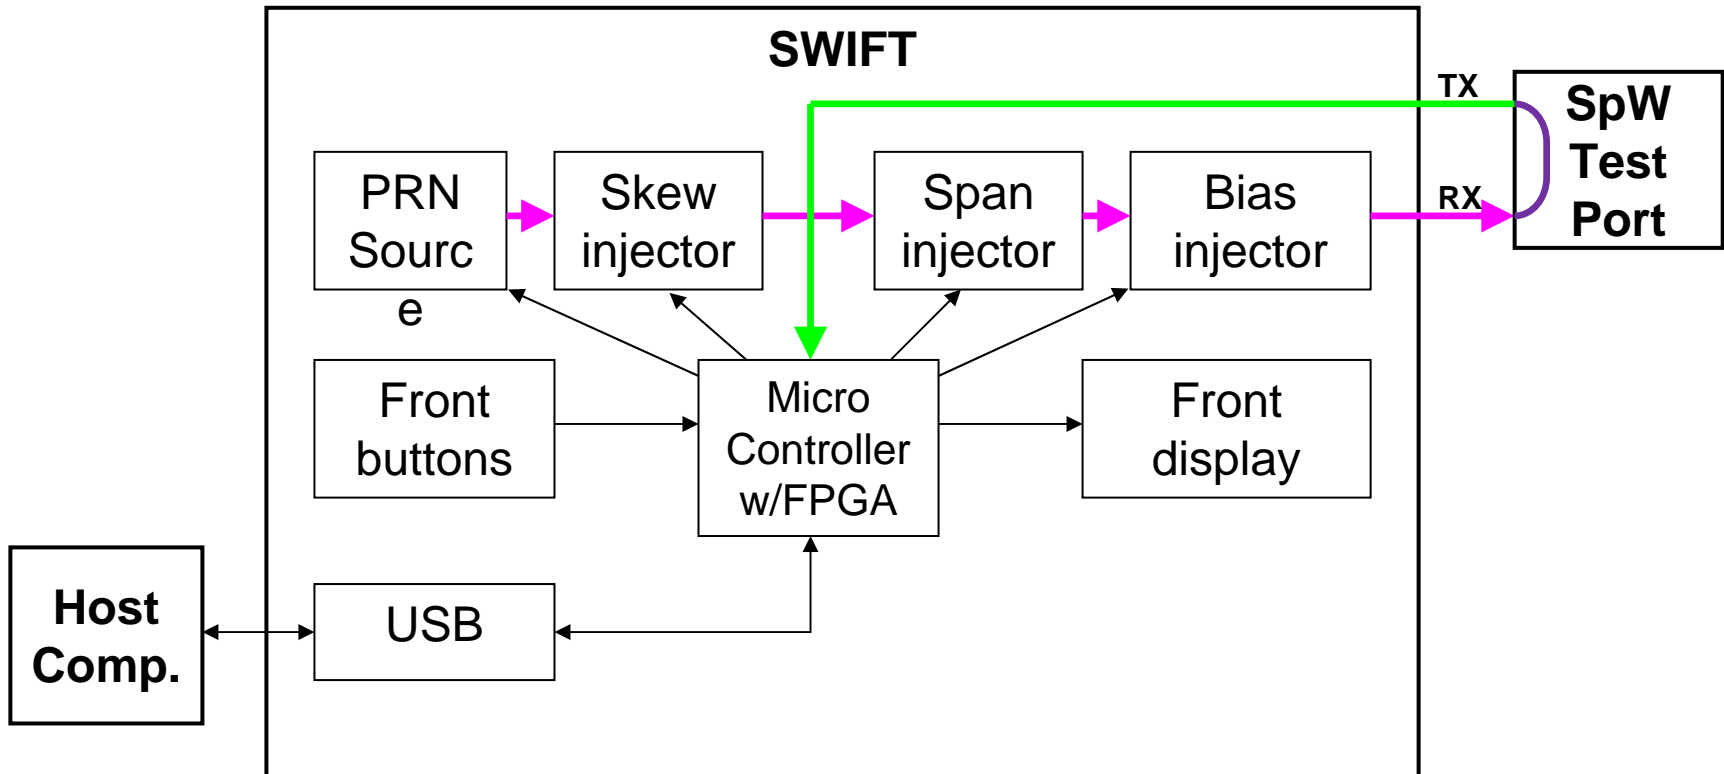 SWIFT
TX
SpW
Test
Port
RX
PRN
Sourc
e
Skew
injector
Span
injector
Bias
injector
Front
buttons
Micro
Controller
w/FPGA
Front
display
Host
Comp.
USB